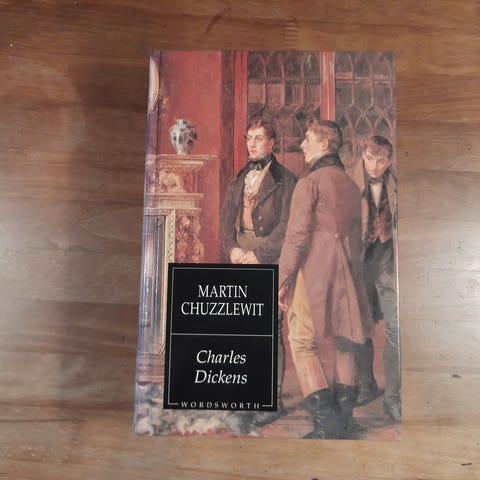 MARTIN
CHUZZLEWIT
Charles
Dickens
WORDSWORTH